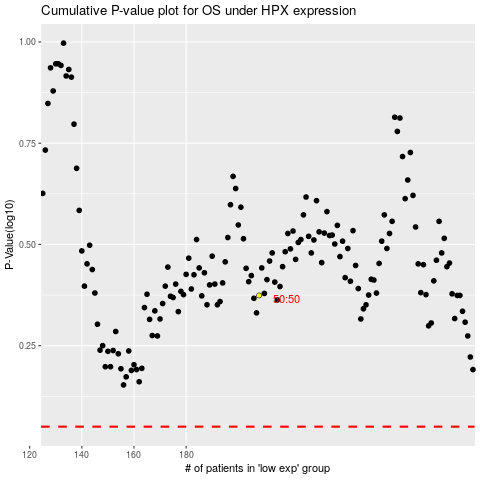 Cumulative P-value plot for OS under HPX expression
P-Value(log10)
1.00
0.75
0.50
0.25
50:50
120 140 160 180
# of patients in 'low exp' group